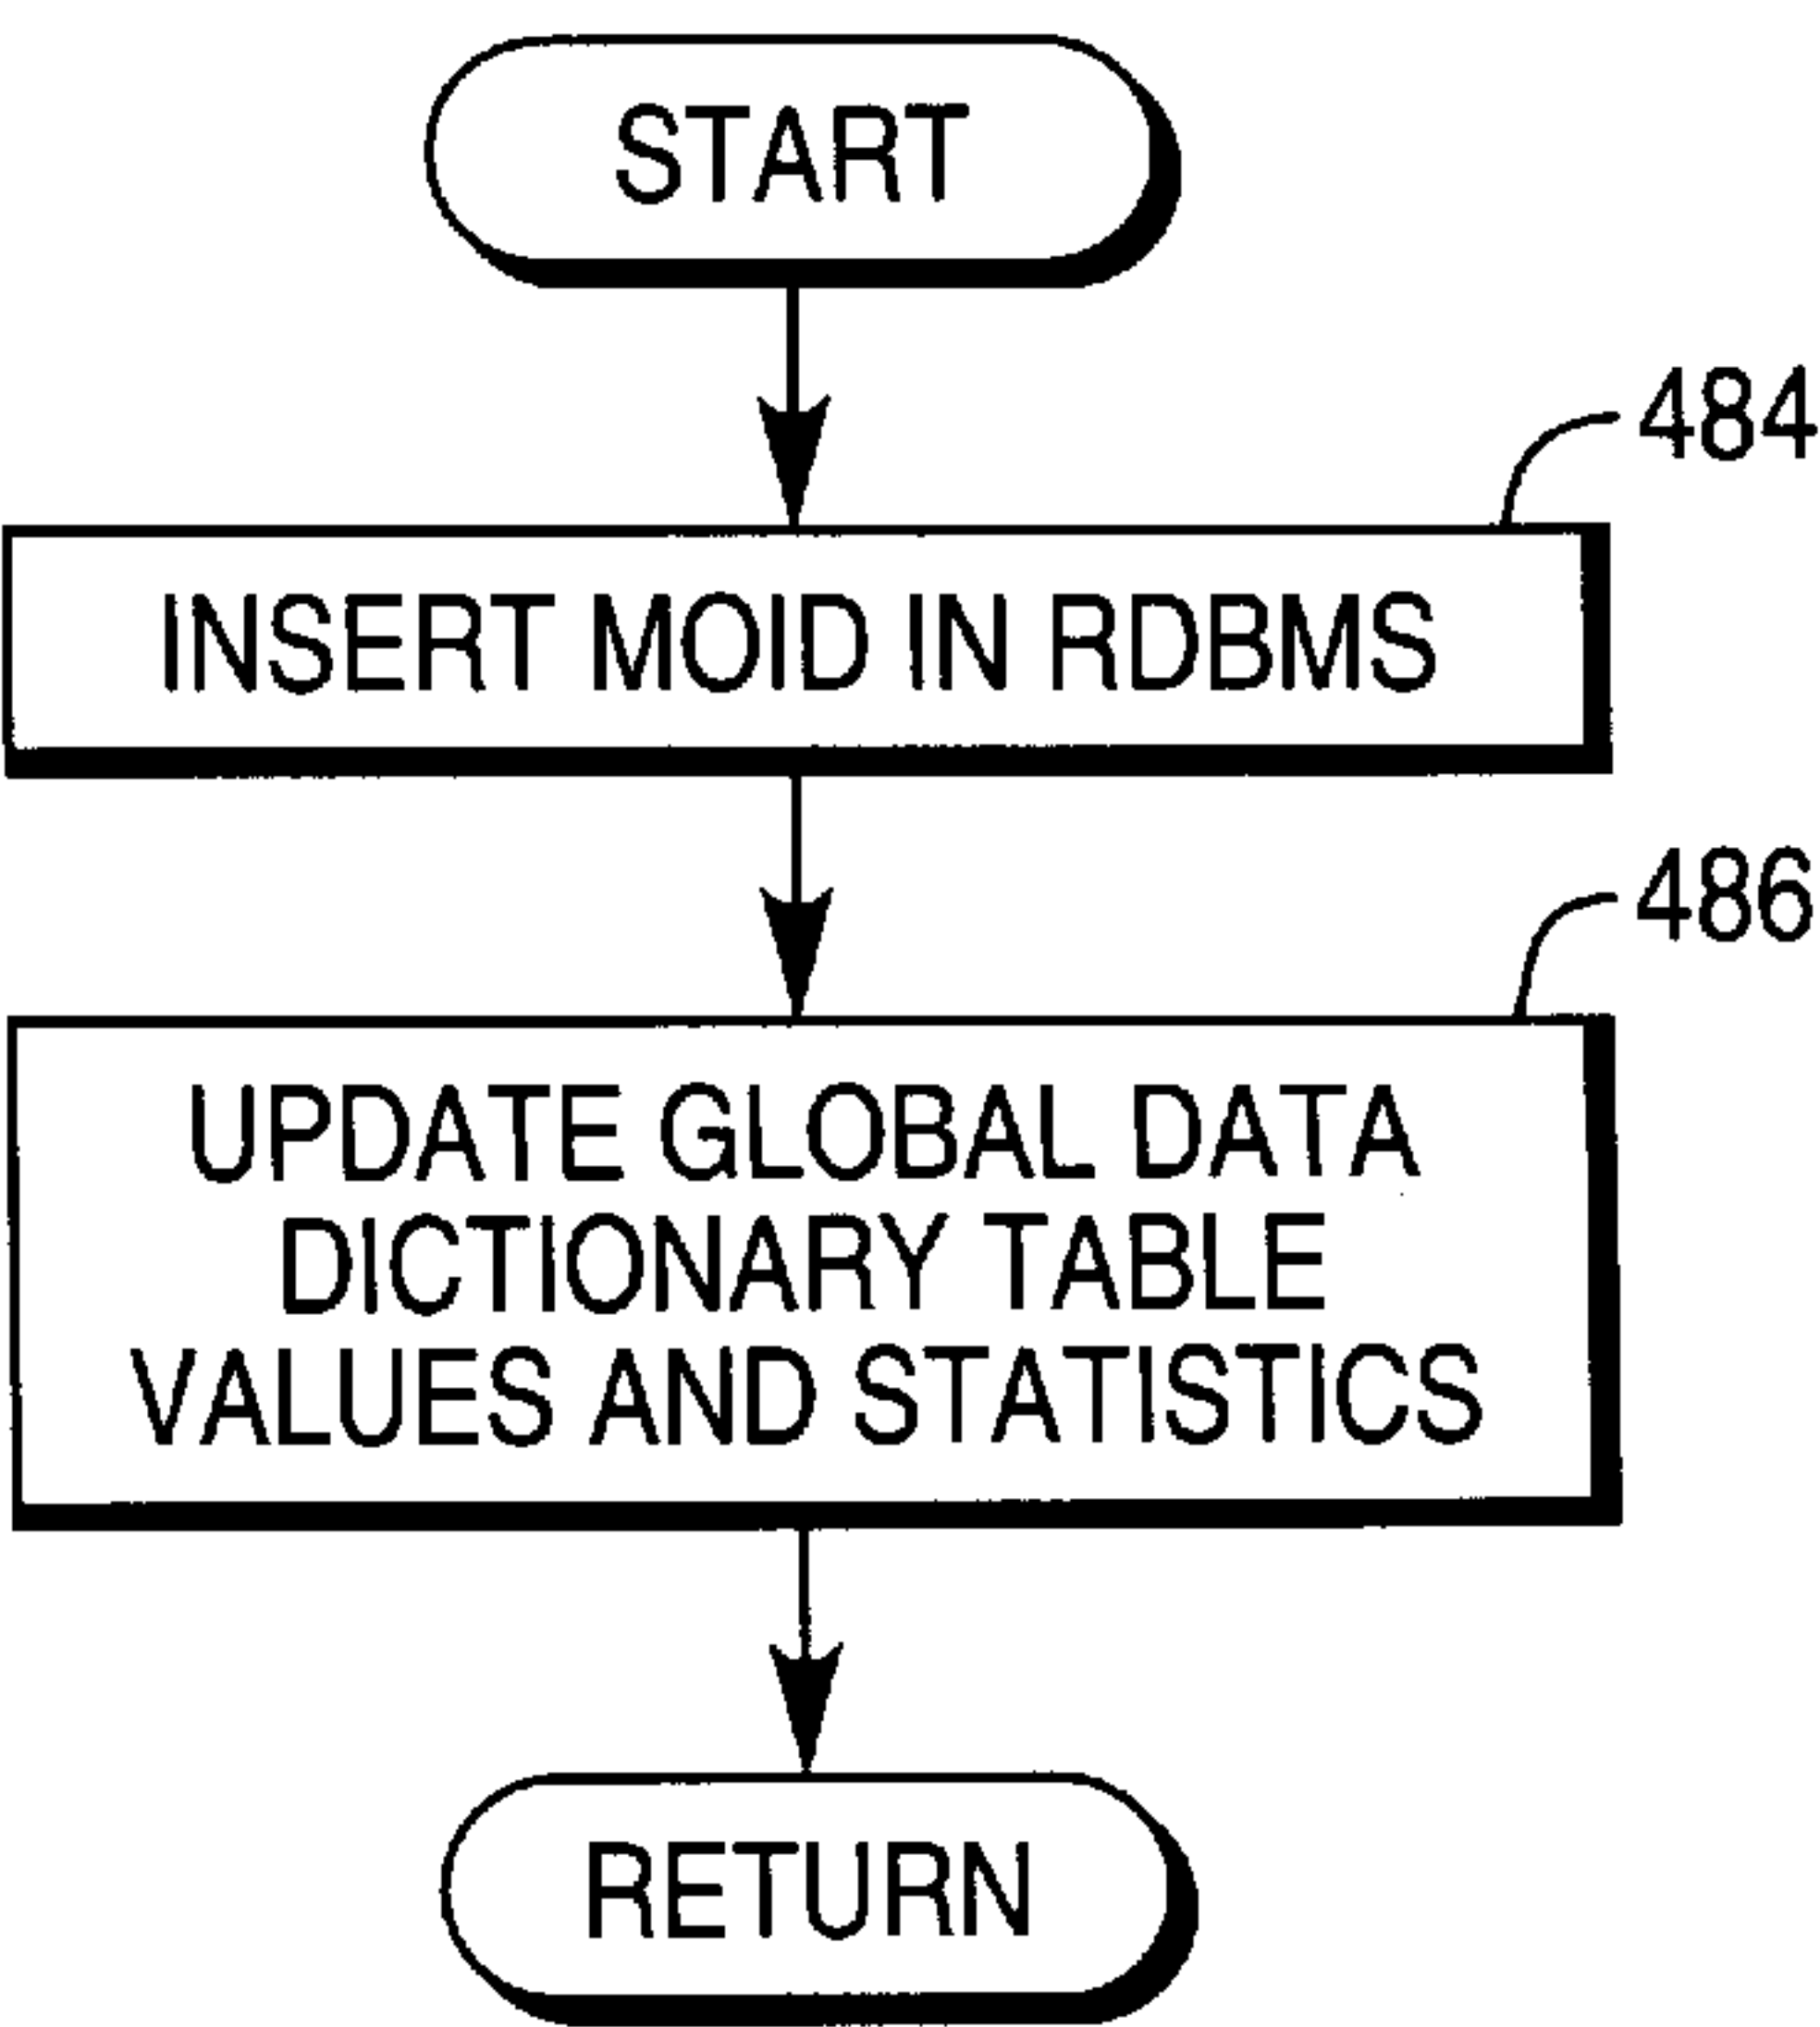 START
484
INSERT MOID IN RDBMS
486
UPDATE GLOBAL DATA
DICTIONARY TABLE
VALUES AND STATISTICS
RETURN